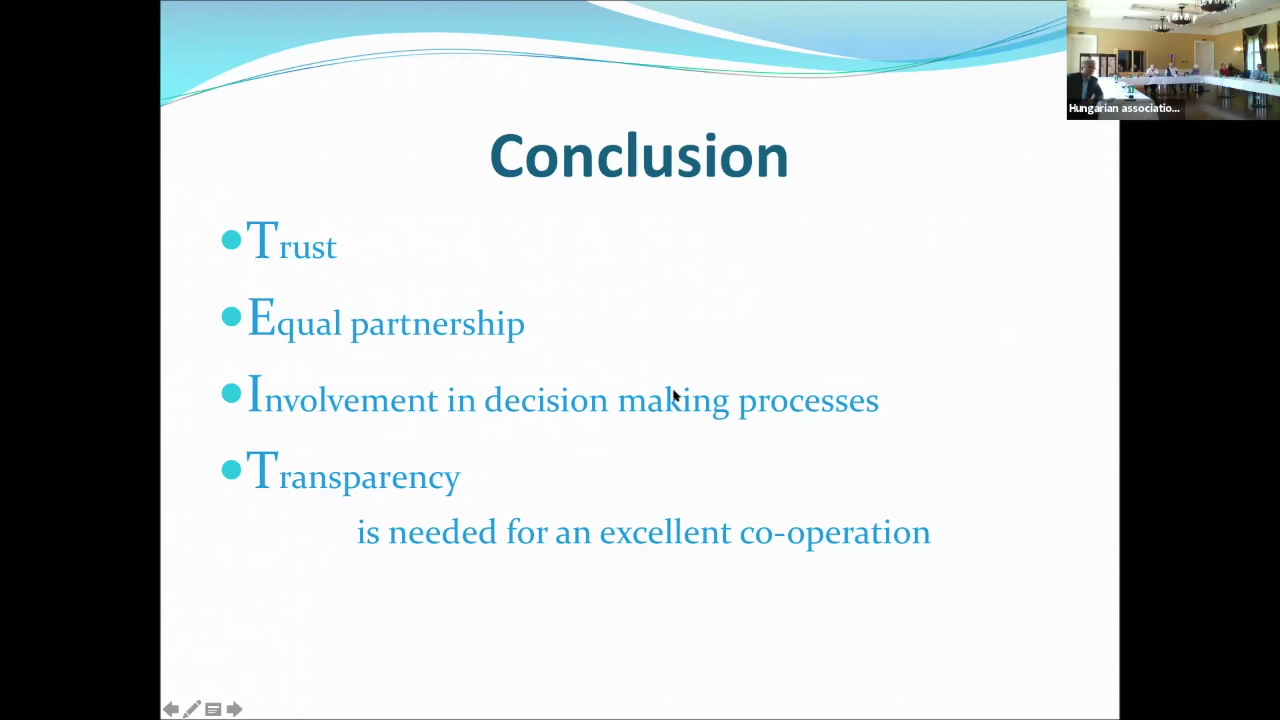 Hungarian associatio...
Conclusion
Trust
Equal partnership
Involvement in decision making processes
Transparency
is needed for an excellent co-operation